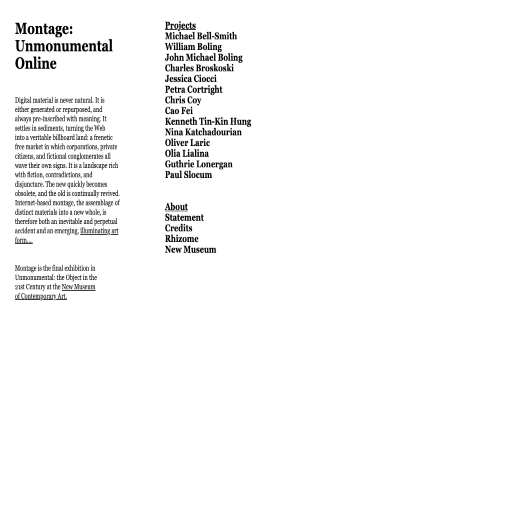 Montage:
Unmonumental
Online
Digital material is never natural. It is
either generated or repurposed, and
always pre-inscribed with meaning. It
settles in sediments, turning the Web
into a veritable billboard land: a frenetic
free market in which corporations, private
citizens, and fictional conglomerates all
wave their own signs. It is a landscape rich
with fiction, contradictions, and
disjuncture. The new quickly becomes
obsolete, and the old is continually revived.
Internet-based montage, the assemblage of
distinct materials into a new whole, is
therefore both an inevitable and perpetual
accident and an emerging, illuminating art
form...
Montage is the final exhibition in
Unmonumental: the Object in the
21st Century at the New Museum
of Contemporary Art.
Projects
Michael Bell-Smith
William Boling
John Michael Boling
Charles Broskoski
Jessica Ciocci
Petra Cortright
Chris Coy
Cao Fei
Kenneth Tin-Kin Hung
Nina Katchadourian
Oliver Laric
Olia Lialina
Guthrie Lonergan
Paul Slocum
About
Statement
Credits
Rhizome
New Museum